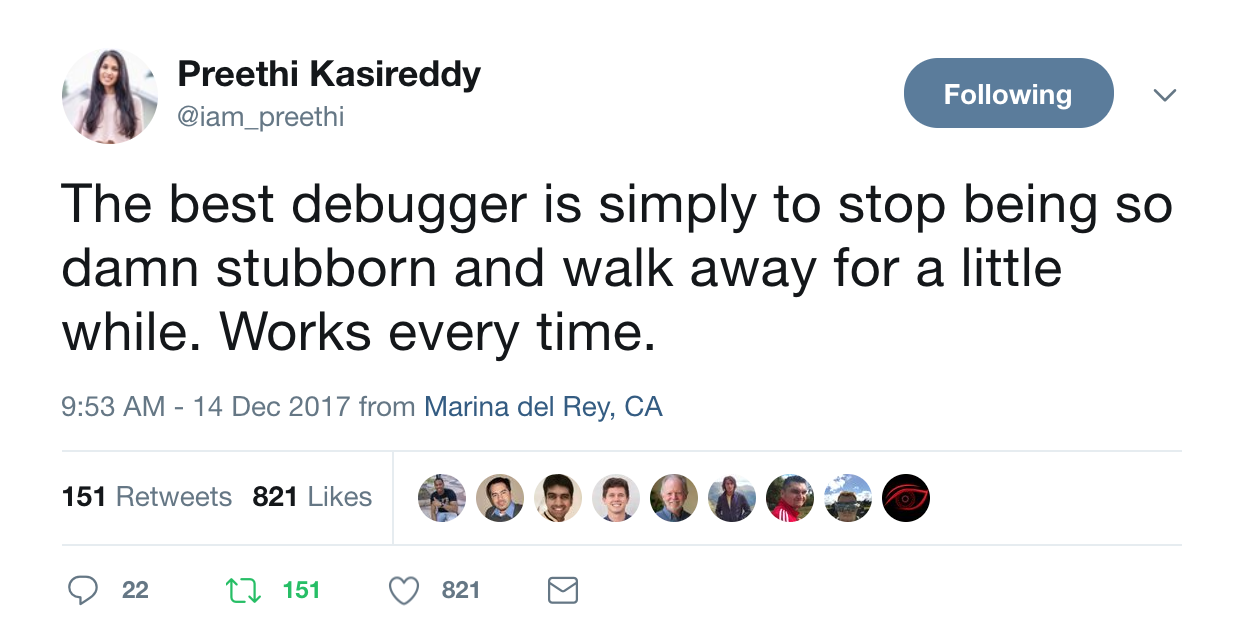 Preethi Kasireddy
@iam_preethi
Following
The best debugger is simply to stop being so
damn stubborn and walk away for a little
while. Works every time.
9:53 AM - 14 Dec 2017 from Marina del Rey, CA
151 Retweets 821 Likes
22 151 821